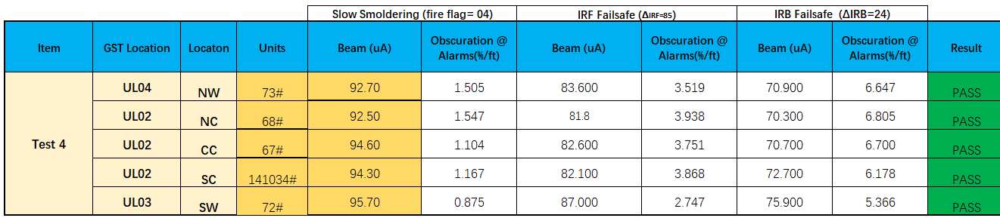 Slow Smoldering (fire flag= 04) IRF Failsafe (ΔIRF=85) IRB Failsafe (ΔIRB=24)
Item GST Location Locaton Units Beam (uA) Obscuration @ Alarms(%/ft) Beam (uA) Obscuration @ Alarms(%/ft) Beam (uA) Obscuration @ Alarms(%/ft) Result
Test 4
UL04 NW 73# 92.70 1.505 83.600 3.519 70.900 6.647 PASS
UL02 NC 68# 92.50 1.547 81.8 3.938 70.300 6.805 PASS
UL02 CC 67# 94.60 1.104 82.600 3.751 70.700 6.700 PASS
UL02 SC 141034# 94.30 1.167 82.100 3.868 72.700 6.178 PASS
UL03 SW 72# 95.70 0.875 87.000 2.747 75.900 5.366 PASS